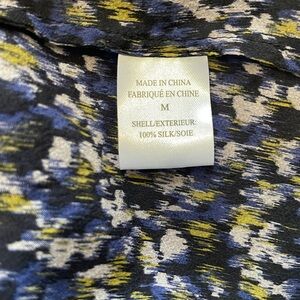 MADE IN CHINA
FABRIQUÉ EN CHINE
M
SHELL/EXTERIEUR:
100% SILK/SOIE